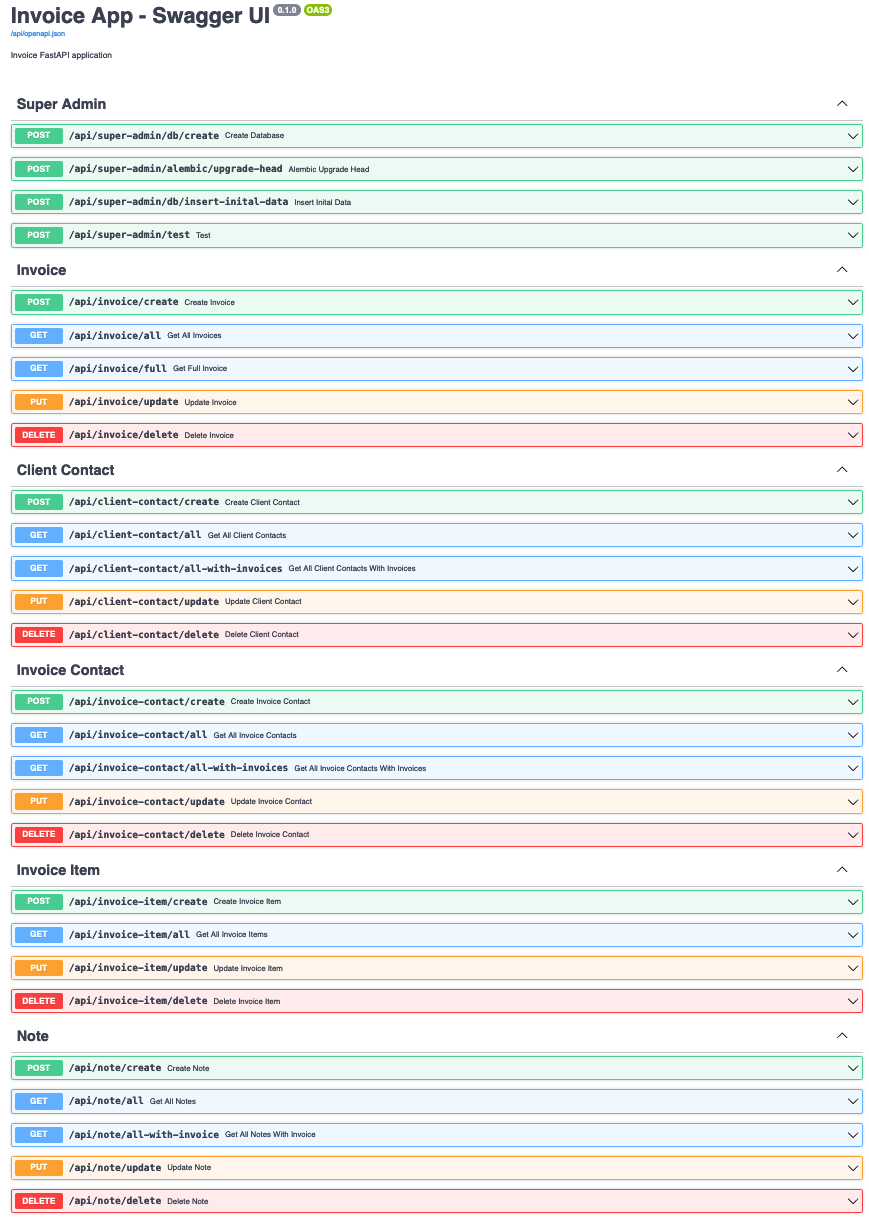 Invoice App - Swagger UI 0.1.0 OAS3
/api/openapi.json
Invoice FastAPI application
Super Admin
POST /api/super-admin/db/create Create Database
POST /api/super-admin/alembic/upgrade-head Alembic Upgrade Head
POST /api/super-admin/db/insert-inital-data Insert Inital Data
POST /api/super-admin/test Test
Invoice
POST /api/invoice/create Create Invoice
GET /api/invoice/all Get All Invoices
GET /api/invoice/full Get Full Invoice
PUT /api/invoice/update Update Invoice
DELETE /api/invoice/delete Delete Invoice
Client Contact
POST /api/client-contact/create Create Client Contact
GET /api/client-contact/all Get All Client Contacts
GET /api/client-contact/all-with-invoices Get All Client Contacts With Invoices
PUT /api/client-contact/update Update Client Contact
DELETE /api/client-contact/delete Delete Client Contact
Invoice Contact
POST /api/invoice-contact/create Create Invoice Contact
GET /api/invoice-contact/all Get All Invoice Contacts
GET /api/invoice-contact/all-with-invoices Get All Invoice Contacts With Invoices
PUT /api/invoice-contact/update Update Invoice Contact
DELETE /api/invoice-contact/delete Delete Invoice Contact
Invoice Item
POST /api/invoice-item/create Create Invoice Item
GET /api/invoice-item/all Get All Invoice Items
PUT /api/invoice-item/update Update Invoice Item
DELETE /api/invoice-item/delete Delete Invoice Item
Note
POST /api/note/create Create Note
GET /api/note/all Get All Notes
GET /api/note/all-with-invoice Get All Notes With Invoice
PUT /api/note/update Update Note
DELETE /api/note/delete Delete Note